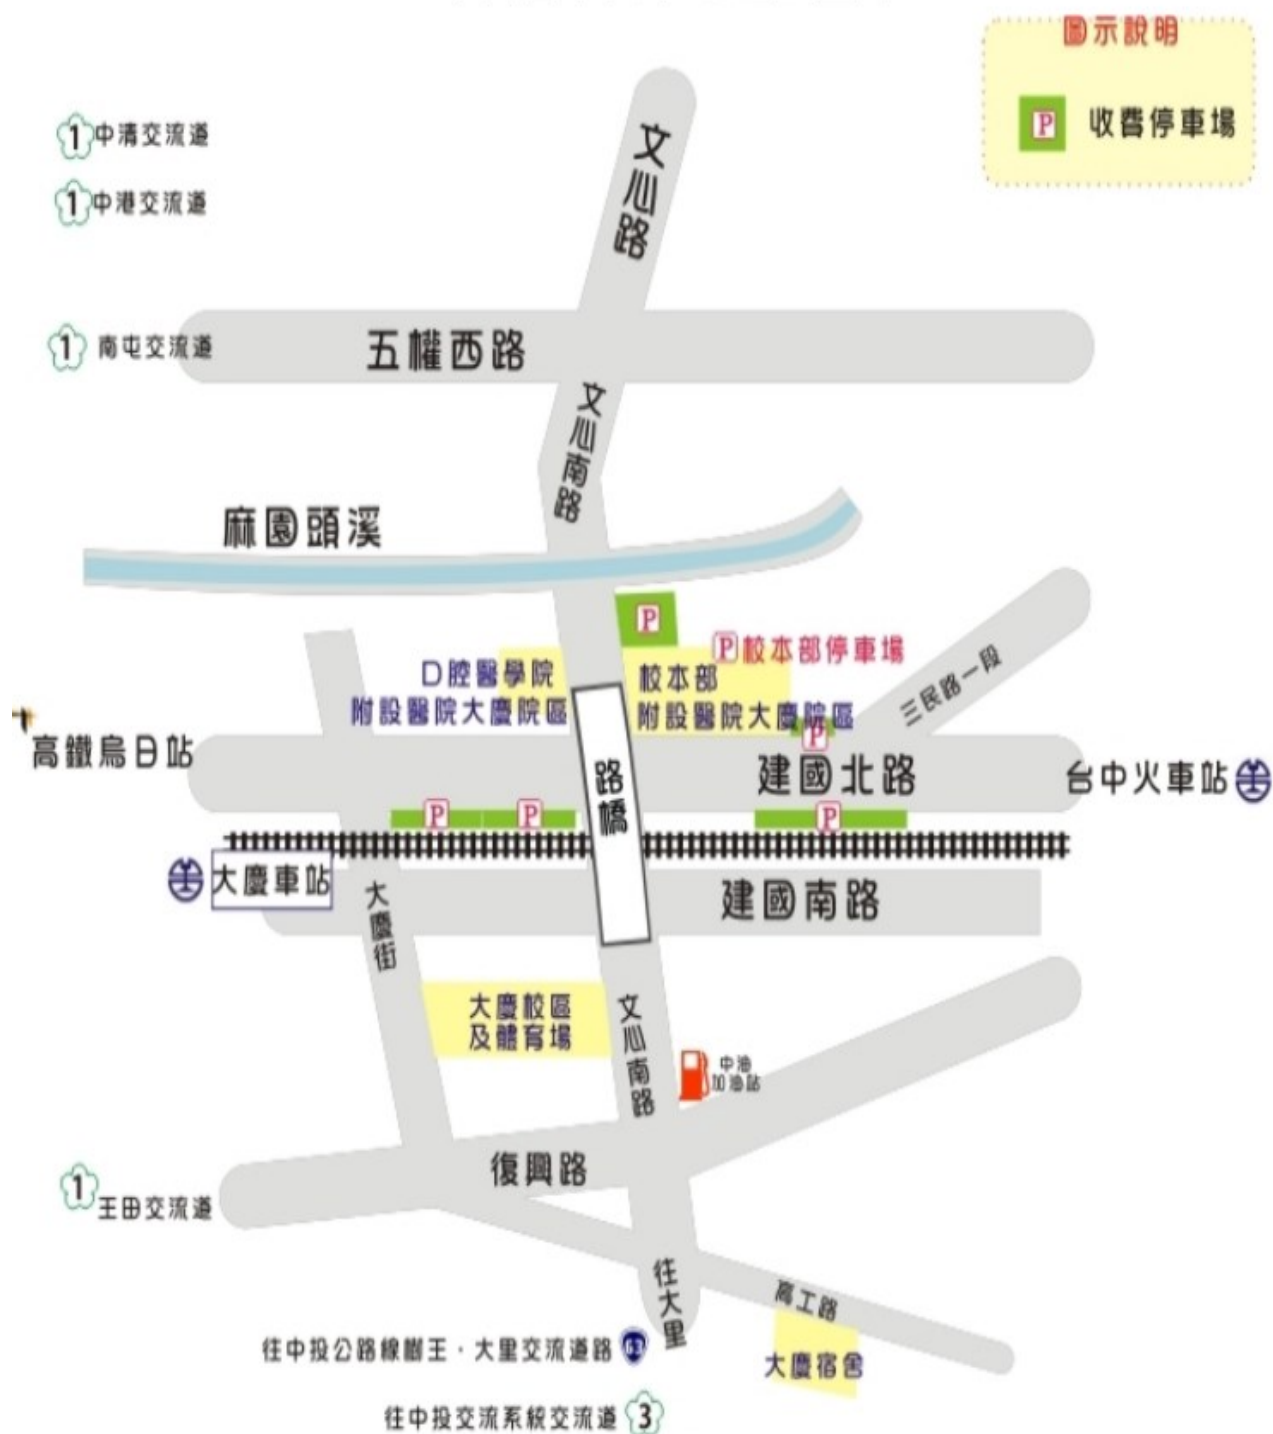 圖示說明
P 收費停車場
1 中清交流道
1 中港交流道
文心路
1 南屯交流道
五權西路
文心南路
麻園頭溪
P
P 校本部停車場
三民路一段
口腔醫學院
附設醫院大慶院區
校本部
附設醫院大慶院區
P
高鐵烏日站
路橋
建國北路
台中火車站
P
P
P
大慶車站
大慶街
建國南路
大慶校區
及體育場
文心南路
中油
加油站
復興路
1 王田交流道
往大里
高工路
往中投公路線樹王．大里交流道路 63
大慶宿舍
往中投交流系統交流道 3